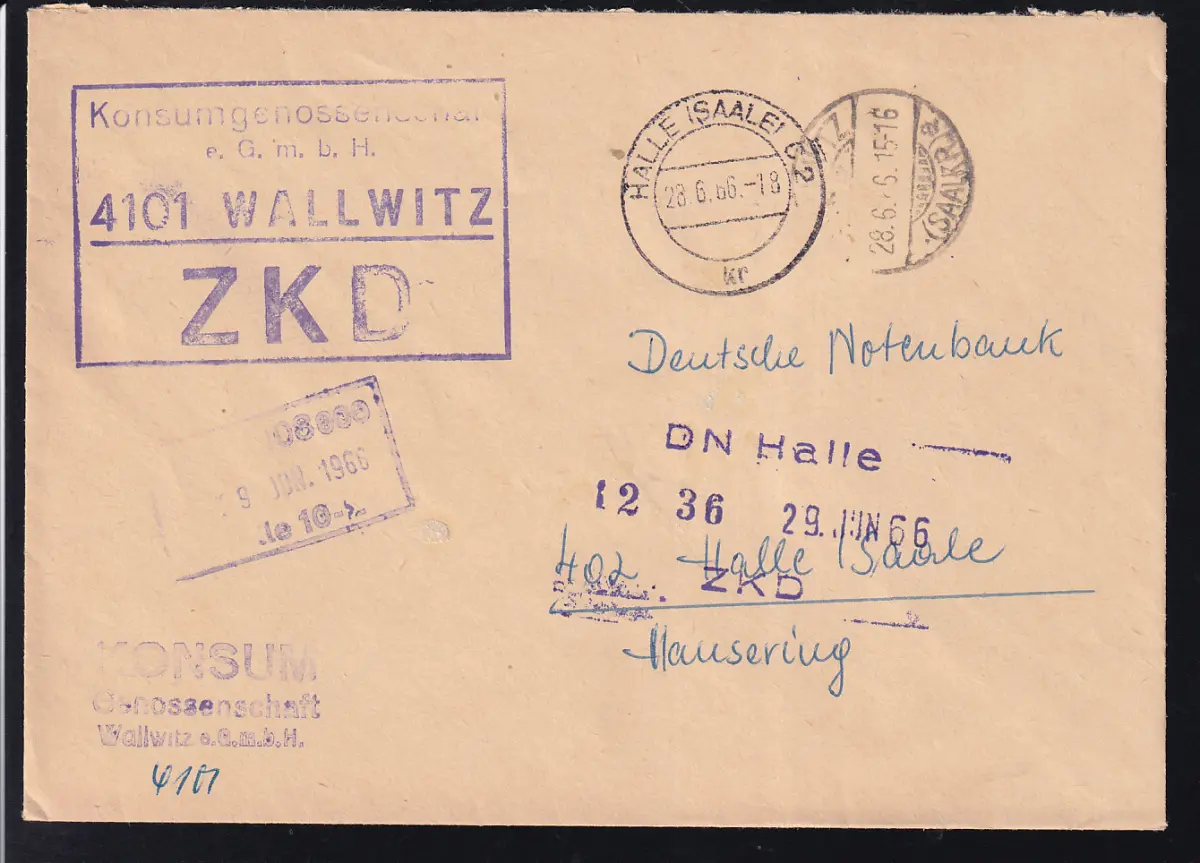 Konsumgenossenschaf
e. G. m. b. H.
4101 WALLWITZ
ZKD
HALLE (SAALE) C 2
28.6.66.-18
kr
28.6. 6.15-16
(SAALKR)
Deutsche Notenbank
DN Halle
12 36 29.JUN 66
402 Halle /Saale
ZKD
Hansering
9 JUN. 1966
KONSUM
Genossenschaft
Wallwitz e.G.m.b.H.
4101